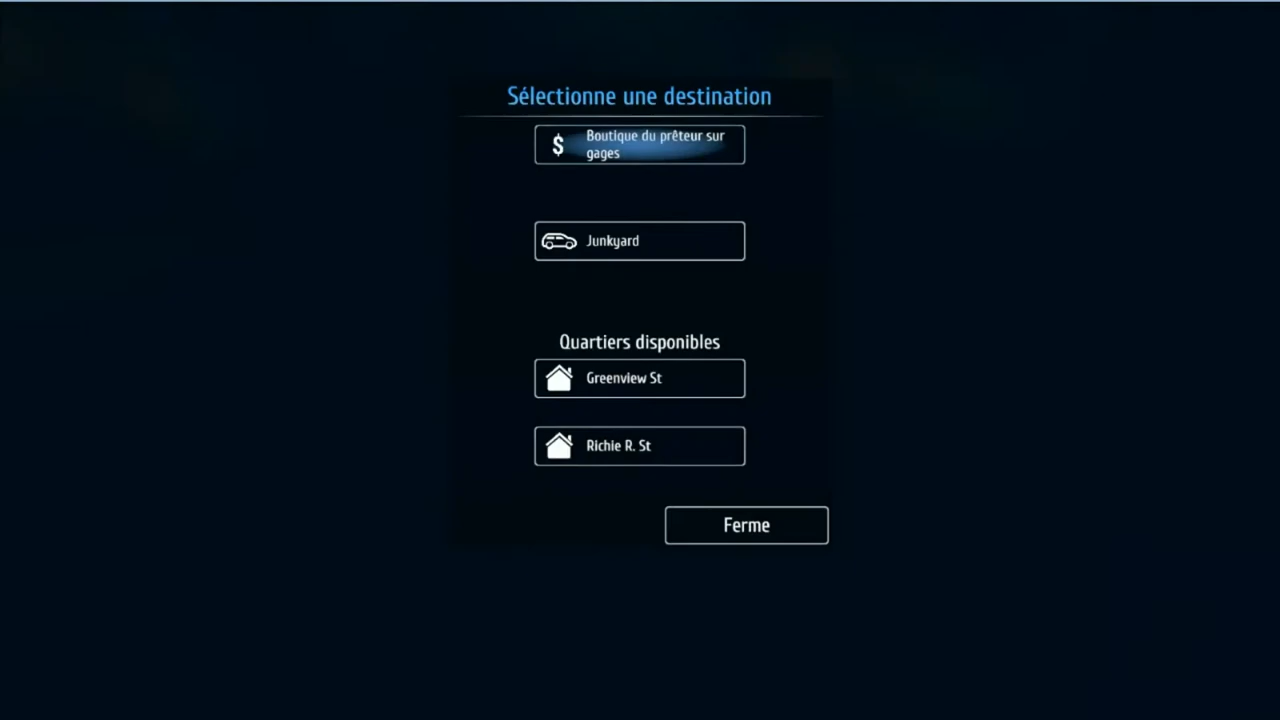 Sélectionne une destination
$ Boutique du prêteur sur
gages
Junkyard
Quartiers disponibles
Greenview St
Richie R. St
Ferme